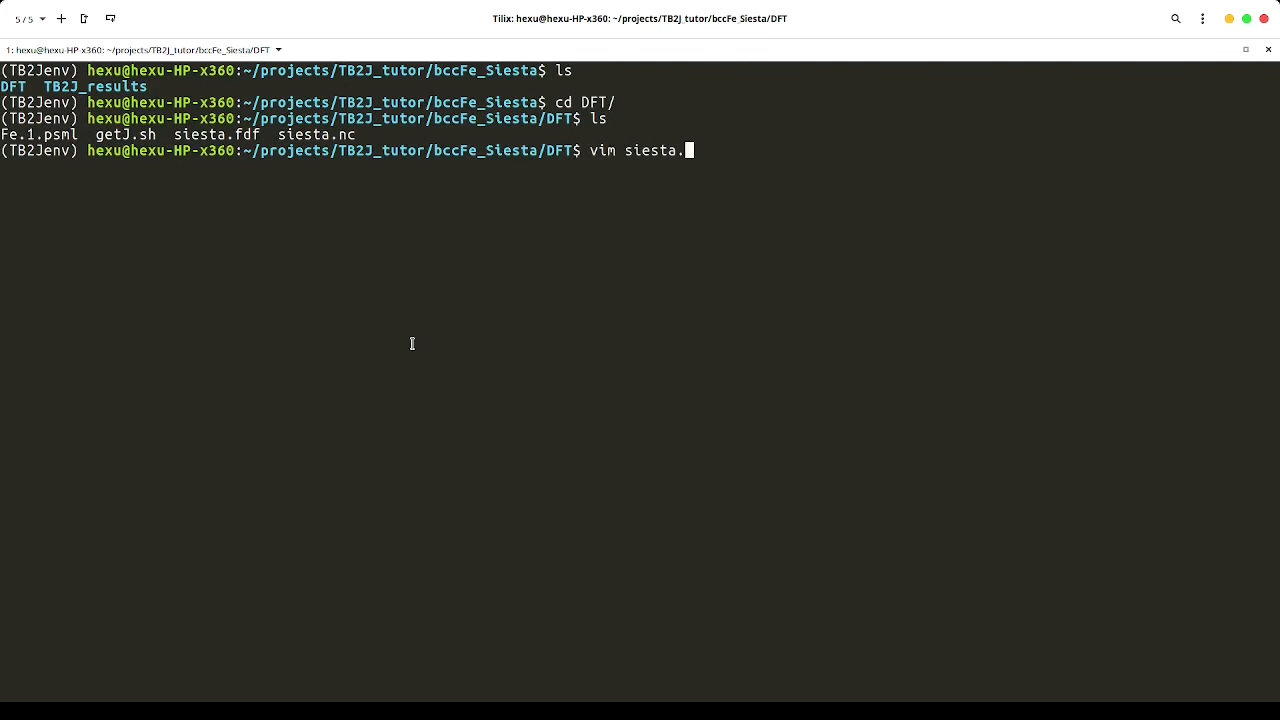 5 / 5
Tilix: hexu@hexu-HP-x360: ~/projects/TB2J_tutor/bccFe_Siesta/DFT
1: hexu@hexu-HP-x360: ~/projects/TB2J_tutor/bccFe_Siesta/DFT
(TB2Jenv) hexu@hexu-HP-x360:~/projects/TB2J_tutor/bccFe_Siesta$ ls
DFT  TB2J_results
(TB2Jenv) hexu@hexu-HP-x360:~/projects/TB2J_tutor/bccFe_Siesta$ cd DFT/
(TB2Jenv) hexu@hexu-HP-x360:~/projects/TB2J_tutor/bccFe_Siesta/DFT$ ls
Fe.1.psml  getJ.sh  siesta.fdf  siesta.nc
(TB2Jenv) hexu@hexu-HP-x360:~/projects/TB2J_tutor/bccFe_Siesta/DFT$ vim siesta.